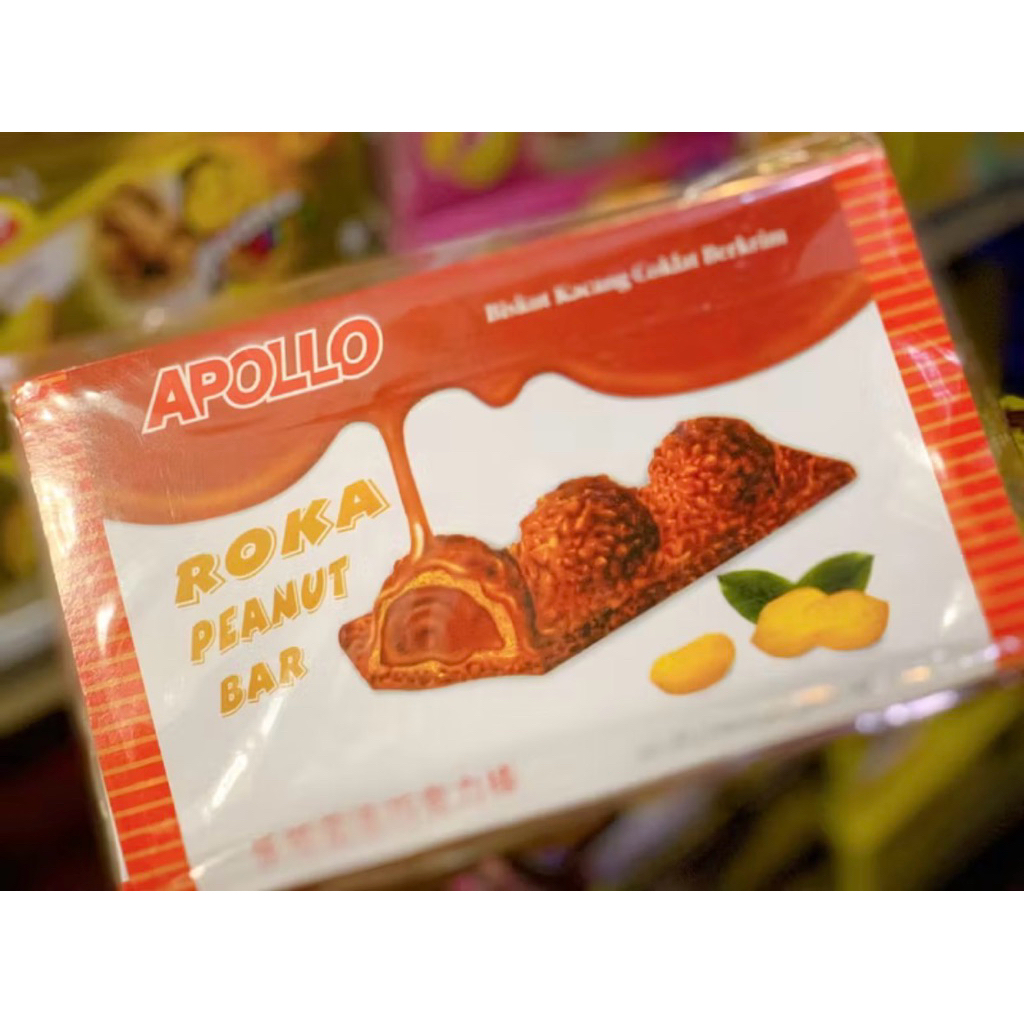 APOLLO
Biskut Kacang Coklat Berkrim
ROKA
PEANUT
BAR